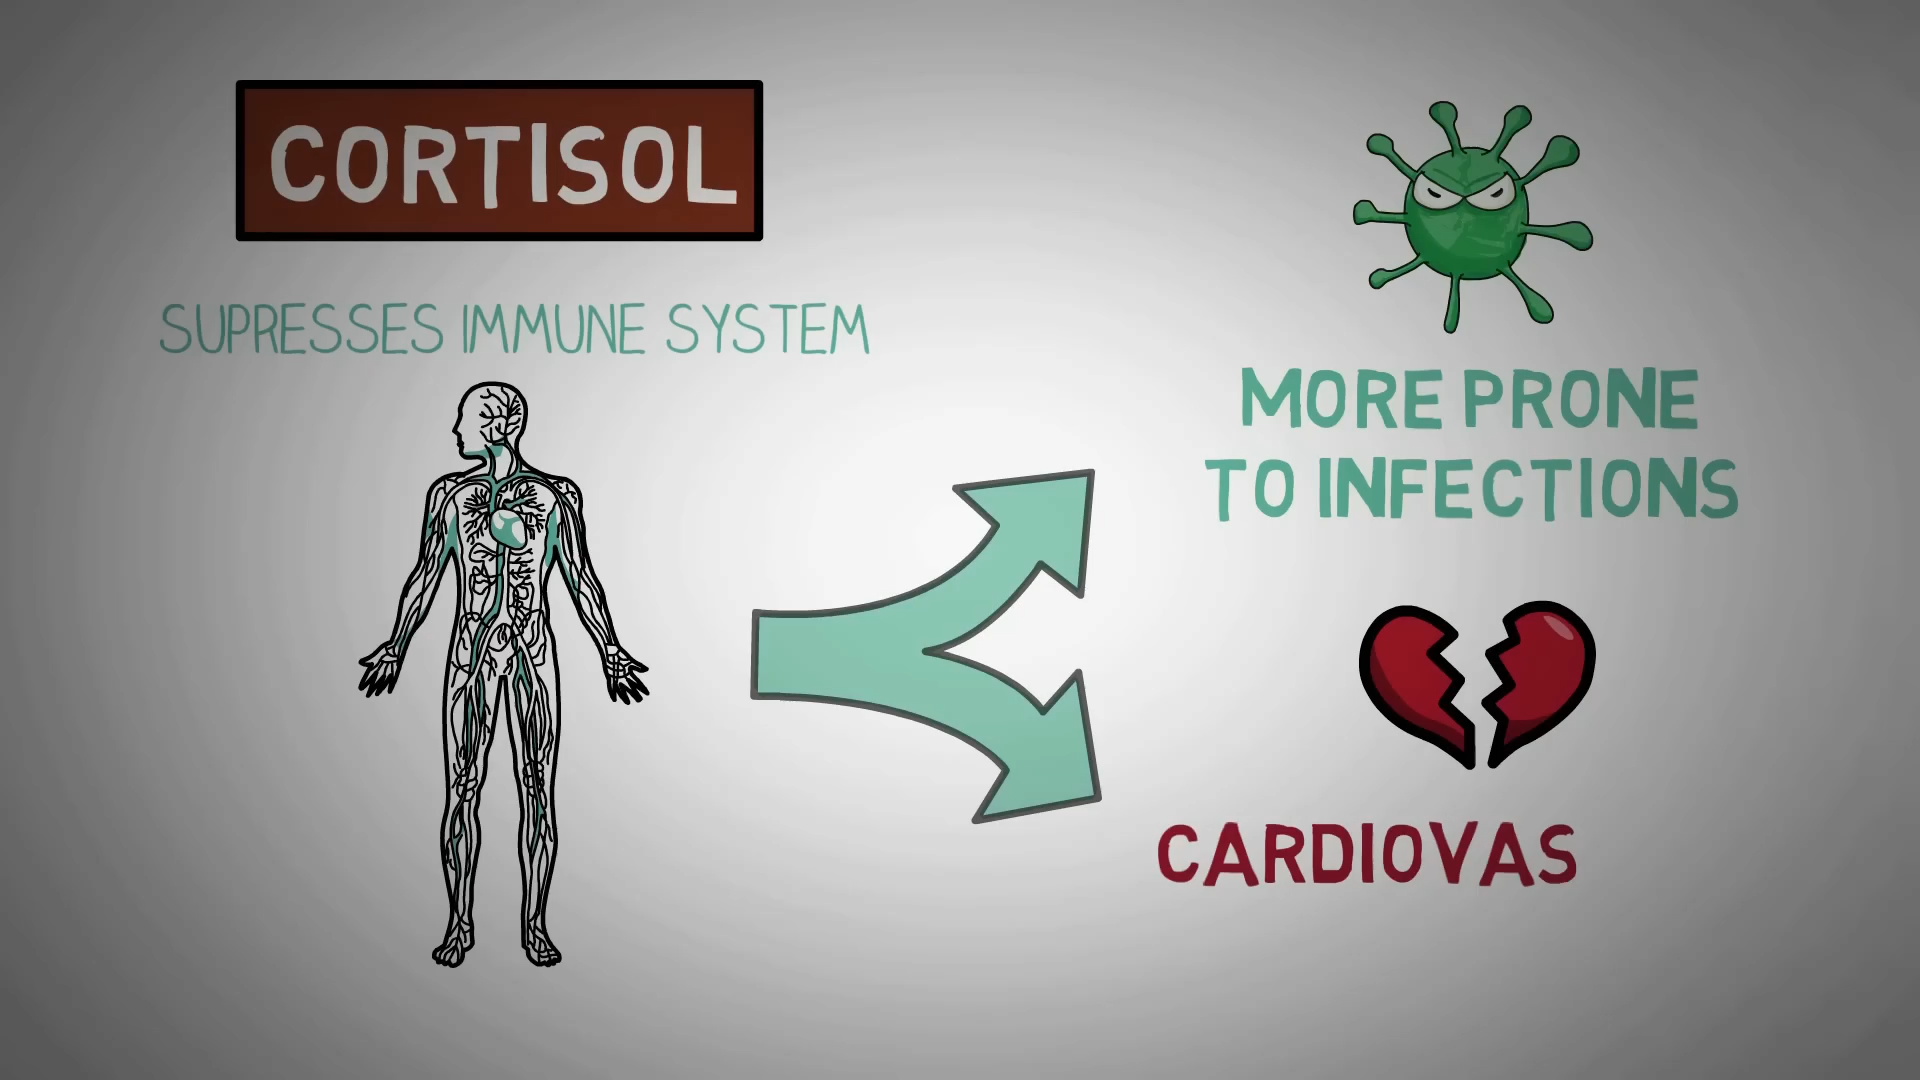 CORTISOL
SUPRESSES IMMUNE SYSTEM
MORE PRONE
TO INFECTIONS
CARDIOVAS